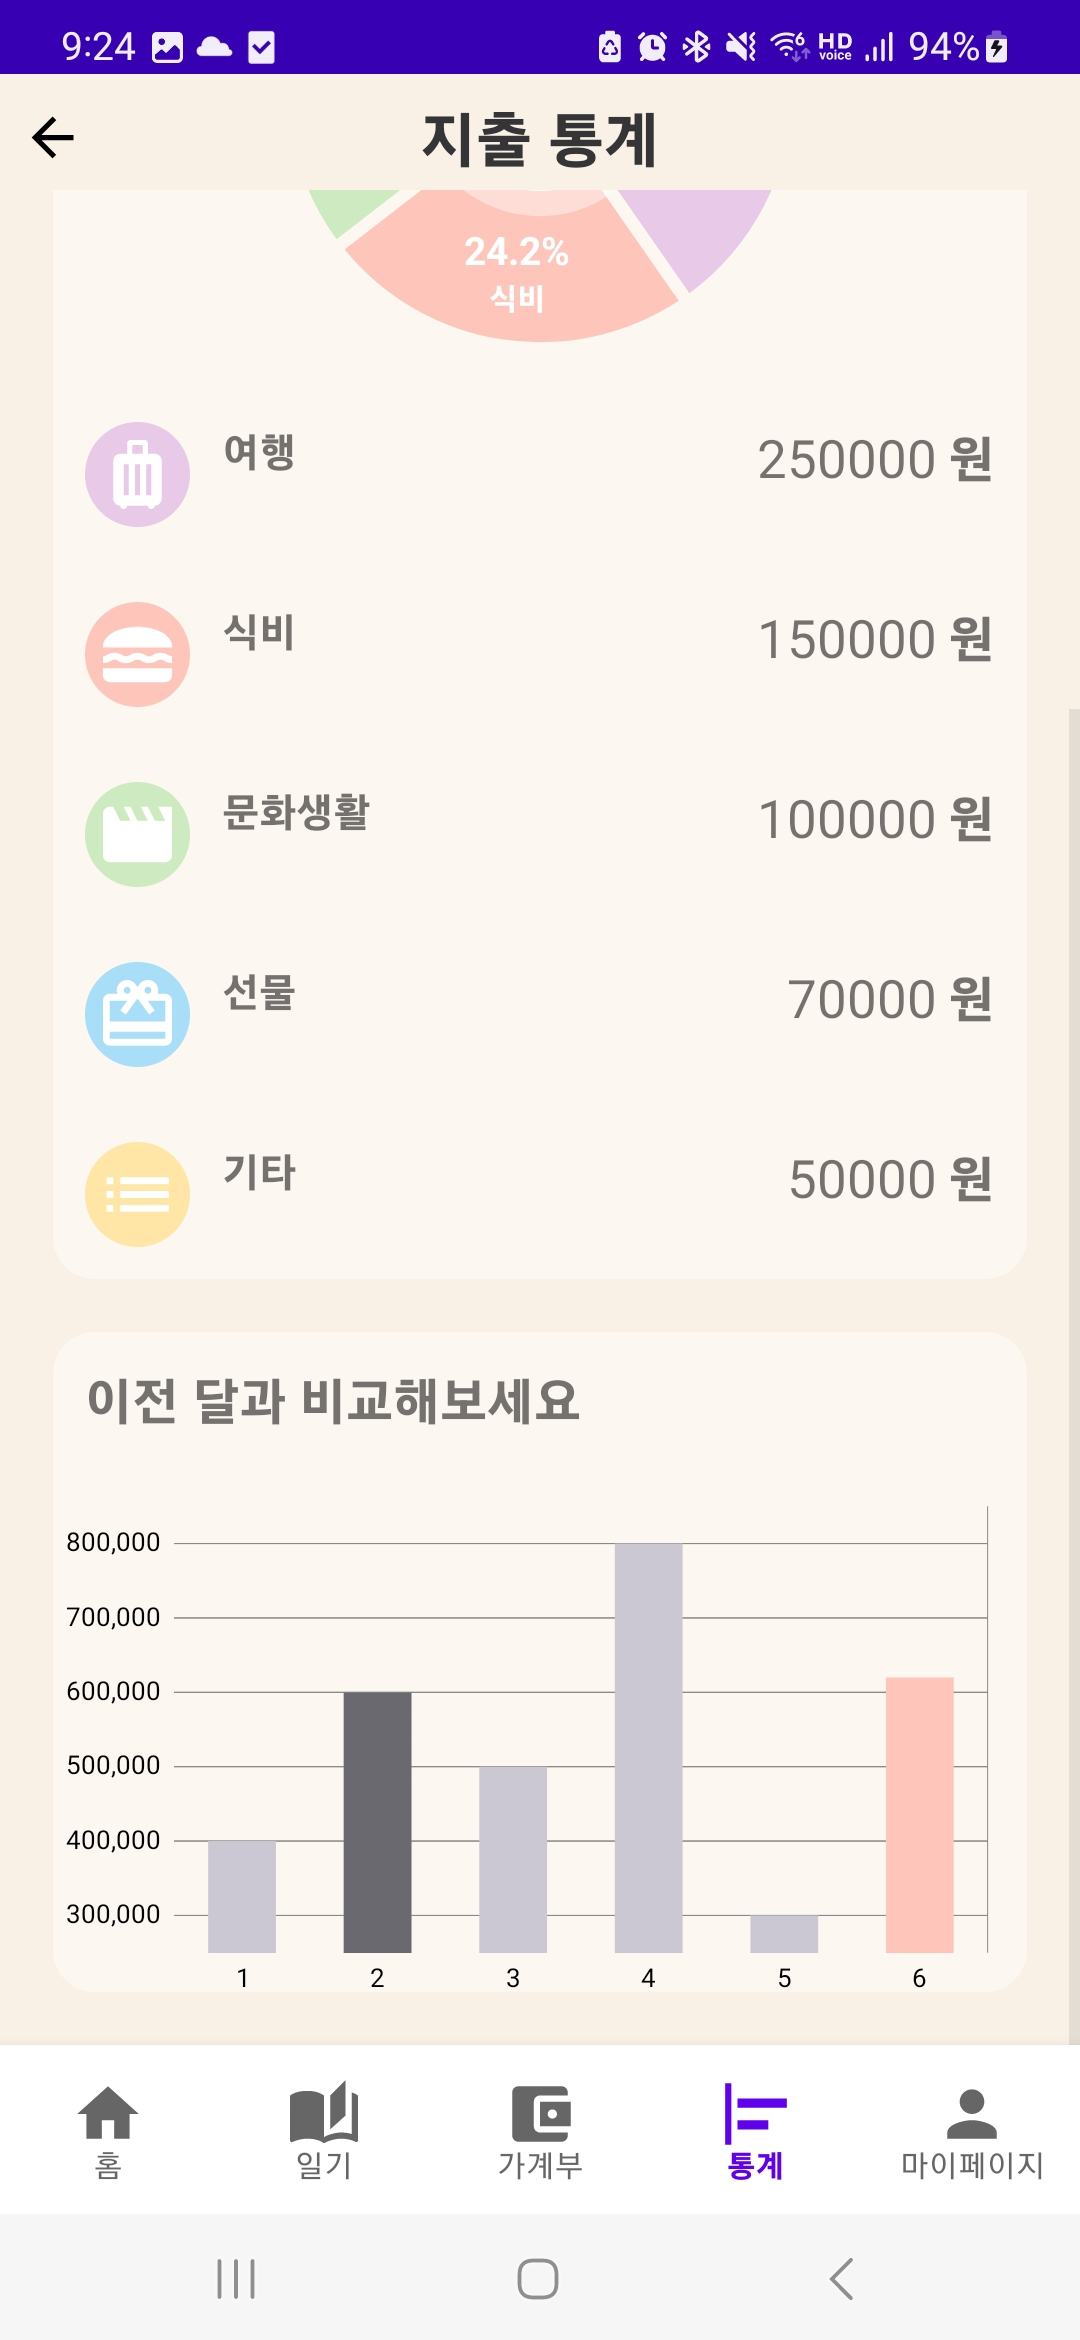 9:24 HD voice 94%
지출 통계
24.2%
식비
여행 250000 원
식비 150000 원
문화생활 100000 원
선물 70000 원
기타 50000 원
이전 달과 비교해보세요
800,000
700,000
600,000
500,000
400,000
300,000
1 2 3 4 5 6
홈 일기 가계부 통계 마이페이지